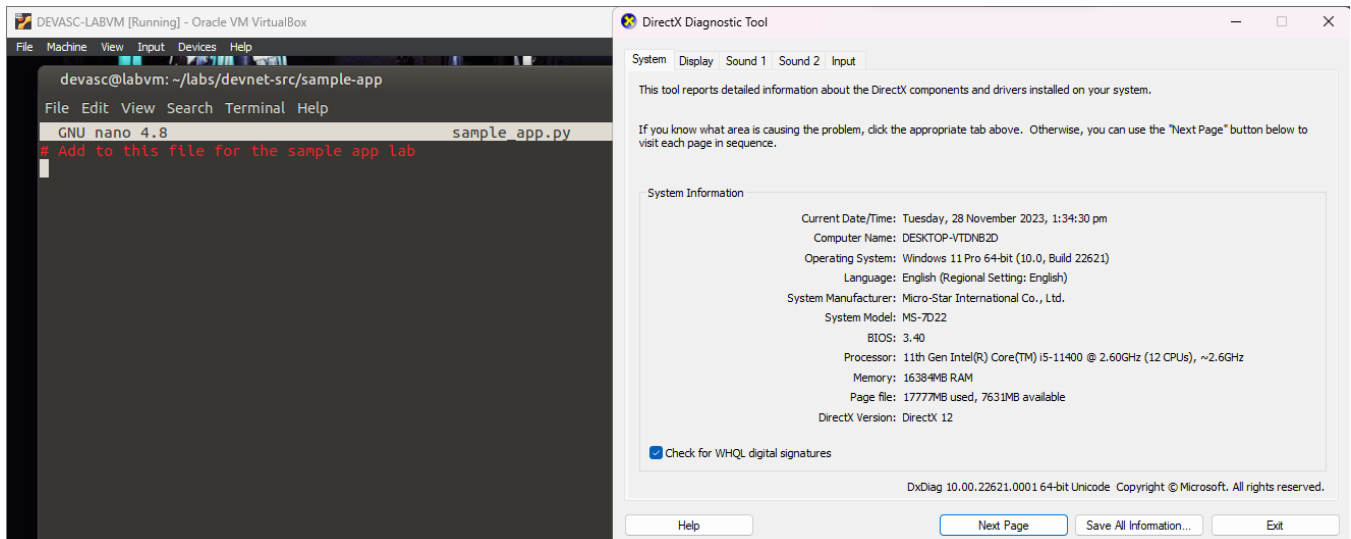 DEVASC-LABVM [Running] - Oracle VM VirtualBox
File Machine View Input Devices Help
devasc@labvm: ~/labs/devnet-src/sample-app
File Edit View Search Terminal Help
GNU nano 4.8 sample_app.py
# Add to this file for the sample app lab
DirectX Diagnostic Tool
System Display Sound 1 Sound 2 Input
This tool reports detailed information about the DirectX components and drivers installed on your system.
If you know what area is causing the problem, click the appropriate tab above. Otherwise, you can use the "Next Page" button below to
visit each page in sequence.
System Information
Current Date/Time: Tuesday, 28 November 2023, 1:34:30 pm
Computer Name: DESKTOP-VTDNB2D
Operating System: Windows 11 Pro 64-bit (10.0, Build 22621)
Language: English (Regional Setting: English)
System Manufacturer: Micro-Star International Co., Ltd.
System Model: MS-7D22
BIOS: 3.40
Processor: 11th Gen Intel(R) Core(TM) i5-11400 @ 2.60GHz (12 CPUs), ~2.6GHz
Memory: 16384MB RAM
Page file: 17777MB used, 7631MB available
DirectX Version: DirectX 12
Check for WHQL digital signatures
DxDiag 10.00.22621.0001 64-bit Unicode Copyright © Microsoft. All rights reserved.
Help Next Page Save All Information... Exit